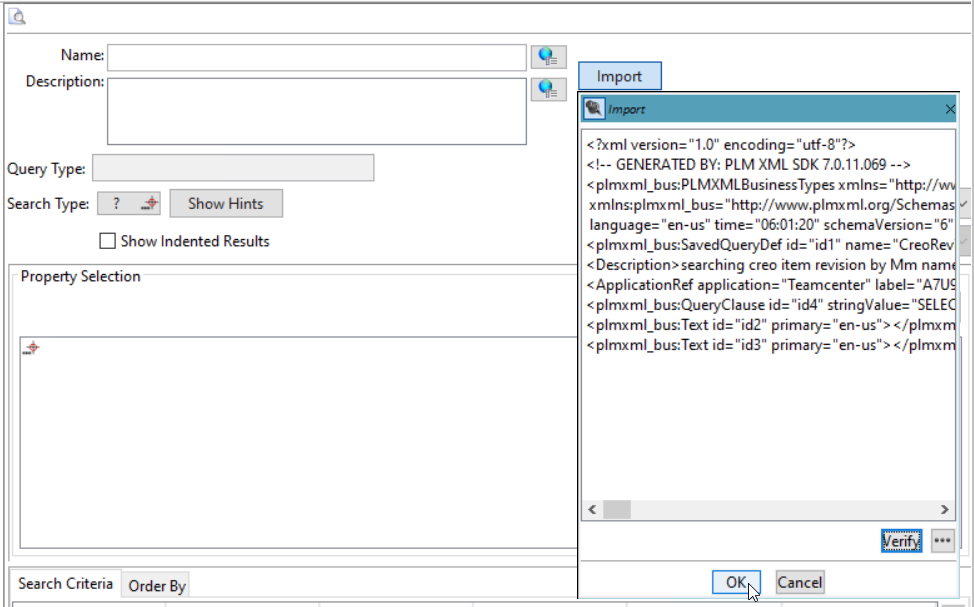 Name:
Description:
Import
Import
<?xml version="1.0" encoding="utf-8"?>
<!-- GENERATED BY: PLM XML SDK 7.0.11.069 -->
<plmxml_bus:PLMXMLBusinessTypes xmlns="http://ww
xmlns:plmxml_bus="http://www.plmxml.org/Schemas
language="en-us" time="06:01:20" schemaVersion="6"
<plmxml_bus:SavedQueryDef id="id1" name="CreoRev
<Description>searching creo item revision by Mm name
<ApplicationRef application="Teamcenter" label="A7U9
<plmxml_bus:QueryClause id="id4" stringValue="SELEC
<plmxml_bus:Text id="id2" primary="en-us"></plmxm
<plmxml_bus:Text id="id3" primary="en-us"></plmxm
Query Type:
Search Type: ? Show Hints
Show Indented Results
Property Selection
Verify ...
OK Cancel
Search Criteria Order By